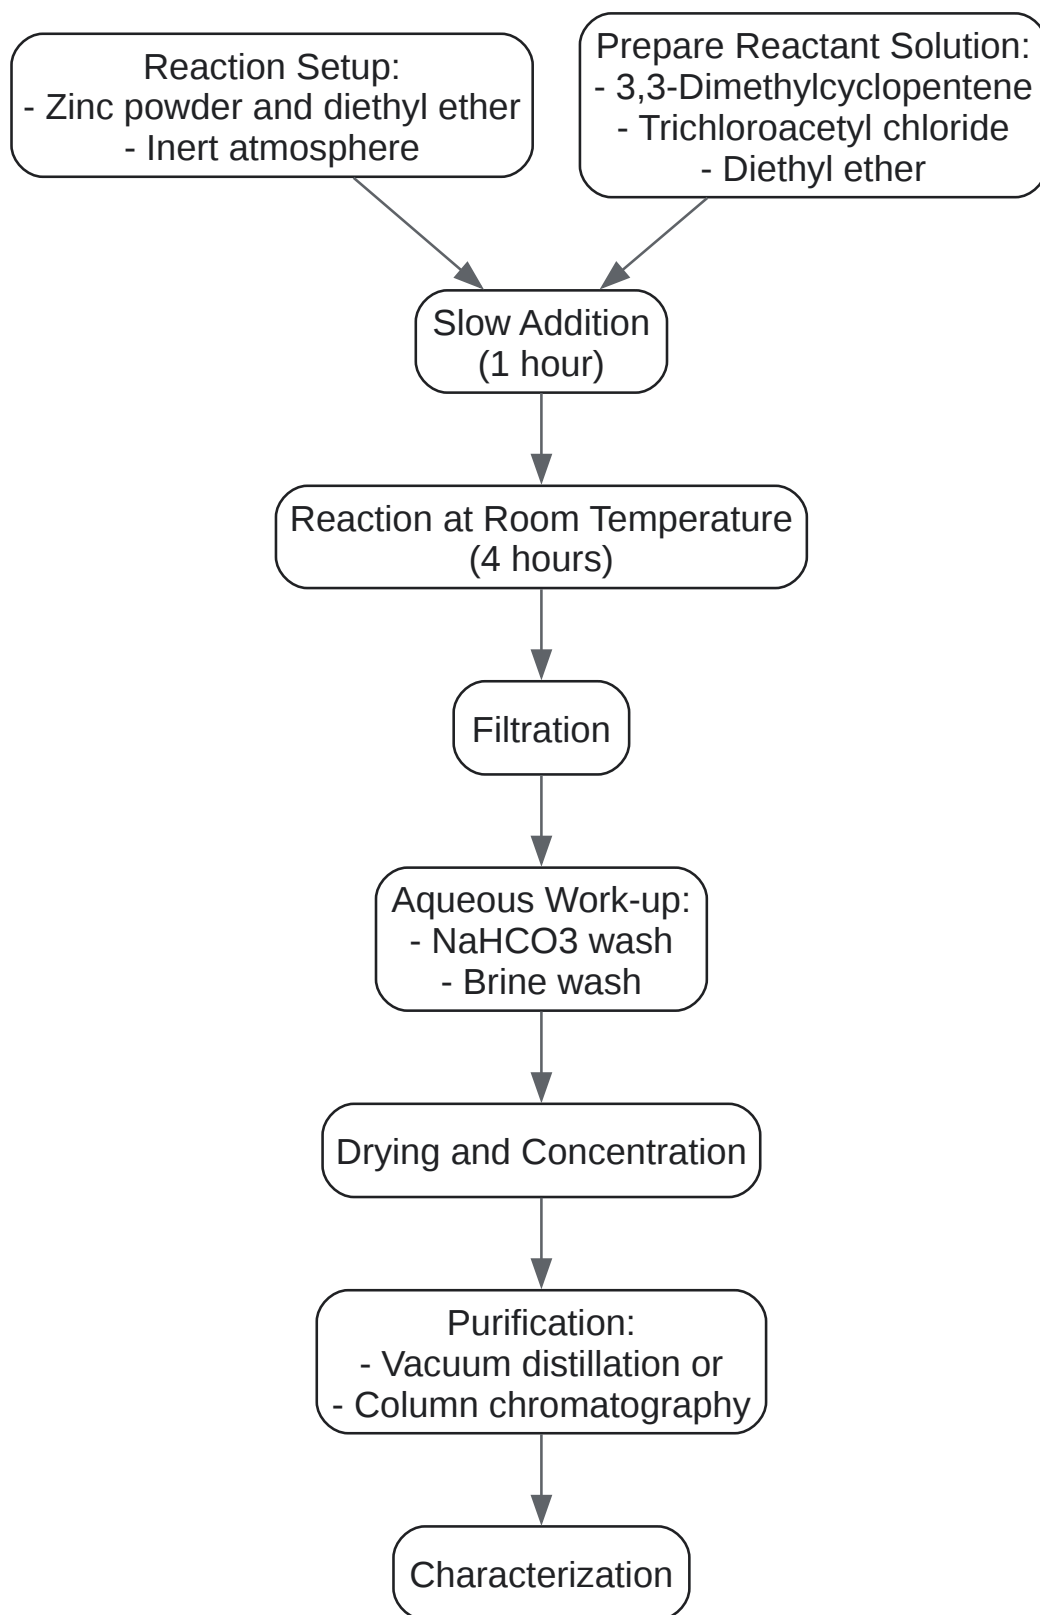 Reaction Setup:
- Zinc powder and diethyl ether
- Inert atmosphere
Prepare Reactant Solution:
- 3,3-Dimethylcyclopentene
- Trichloroacetyl chloride
- Diethyl ether
Slow Addition
(1 hour)
Reaction at Room Temperature
(4 hours)
Filtration
Aqueous Work-up:
- NaHCO3 wash
- Brine wash
Drying and Concentration
Purification:
- Vacuum distillation or
- Column chromatography
Characterization